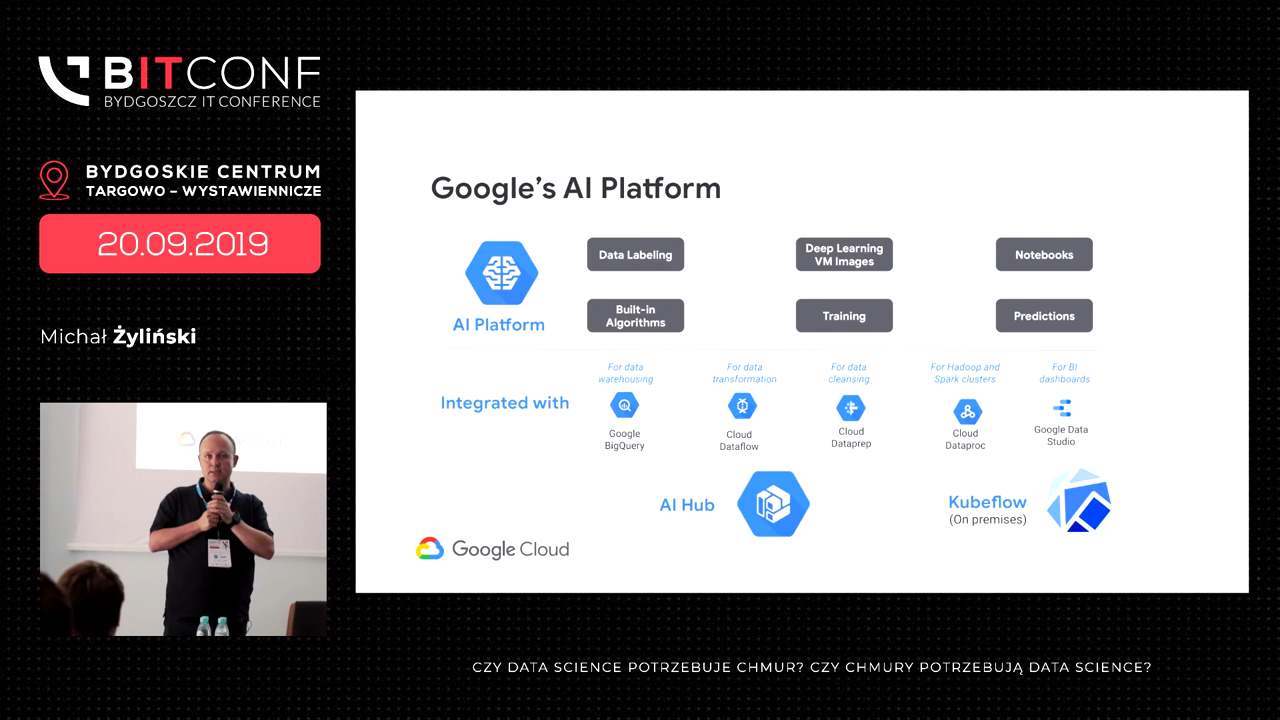 BITCONF
BYDGOSZCZ IT CONFERENCE
BYDGOSKIE CENTRUM
TARGOWO – WYSTAWIENNICZE
20.09.2019
Michał Żyliński
Google's AI Platform
AI Platform
Data Labeling
Deep Learning
VM Images
Notebooks
Built-in
Algorithms
Training
Predictions
Integrated with
For data
warehousing
Google
BigQuery
For data
transformation
Cloud
Dataflow
For data
cleansing
Cloud
Dataprep
For Hadoop and
Spark clusters
Cloud
Dataproc
For BI
dashboards
Google Data
Studio
AI Hub
Kubeflow
(On premises)
Google Cloud
CZY DATA SCIENCE POTRZEBUJE CHMUR? CZY CHMURY POTRZEBUJĄ DATA SCIENCE?